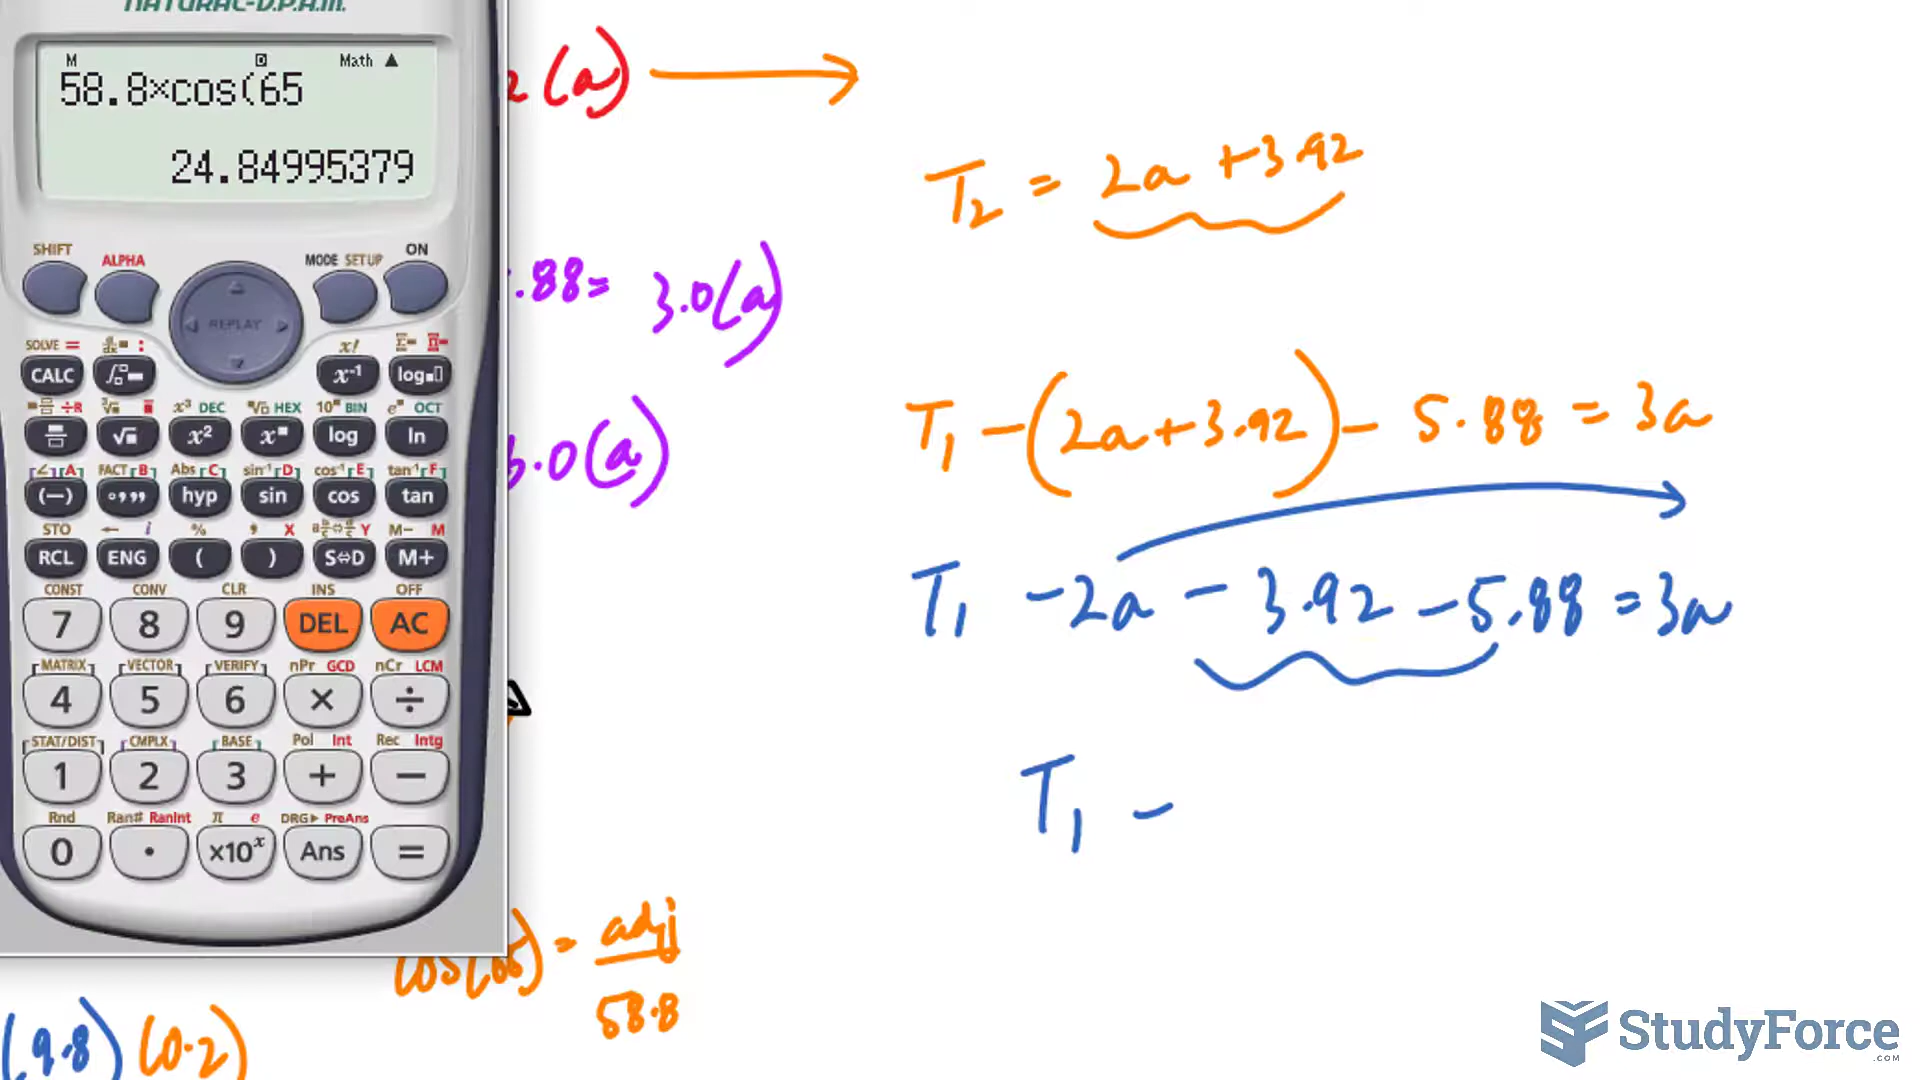 NATURAL-V.P.A.M.
M D Math ▲
58.8×cos(65
24.84995379
SHIFT ALPHA MODE SETUP ON
REPLAY
SOLVE = x!
CALC x⁻¹ log
x³ DEC HEX 10 BIN e OCT
√ x² log ln
A FACT B Abs C sin⁻¹ D cos⁻¹ E tan⁻¹ F
(−) hyp sin cos tan
STO ← i % , X Y M− M
RCL ENG ( ) S⇔D M+
CONST CONV CLR INS OFF
7 8 9 DEL AC
MATRIX VECTOR VERIFY nPr GCD nCr LCM
4 5 6 × ÷
STAT/DIST CMPLX BASE Pol Int Rec Intg
1 2 3 + −
Rnd Ran# RanInt π e DRG▶ PreAns
0 . ×10ˣ Ans =
2(a)
.88= 3.0(a)
3.0(a)
T₂ = 2a +3.92
T₁ −(2a+3.92)− 5.88 = 3a
T₁ −2a − 3.92 −5.88 =3a
T₁ −
cos(65) = adj
58.8
(9.8)(0.2)
StudyForce
.COM